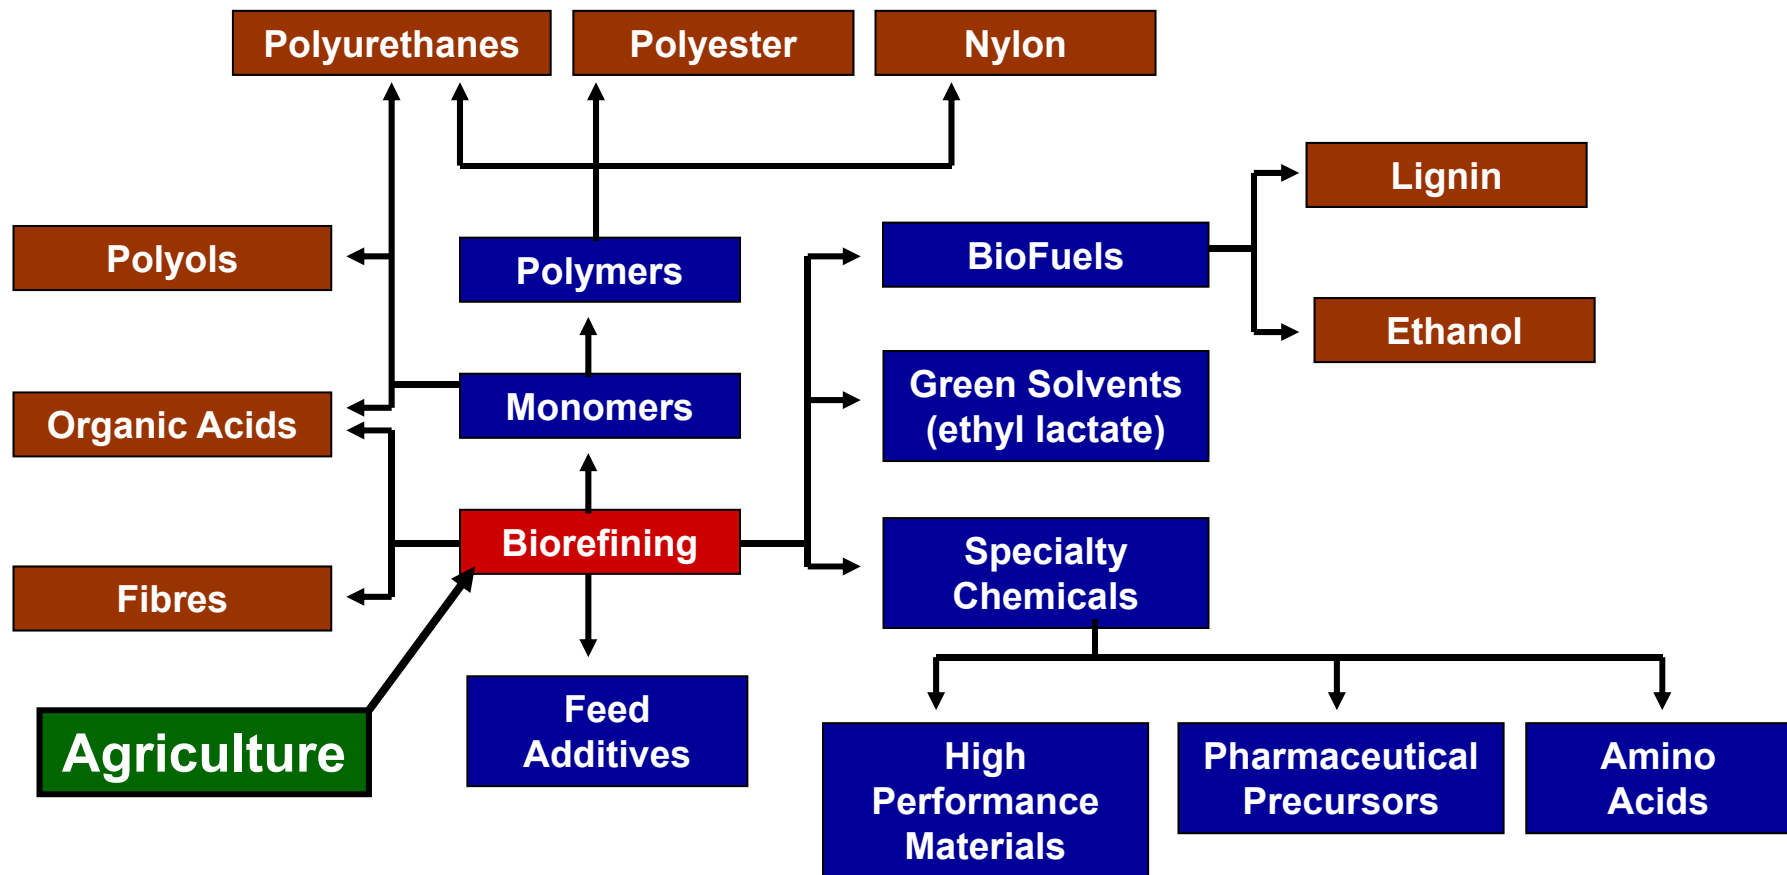 Polyurethanes
Polyester
Nylon
Lignin
Polyols
Polymers
BioFuels
Ethanol
Organic Acids
Monomers
Green Solvents
(ethyl lactate)
Biorefining
Specialty
Chemicals
Fibres
Agriculture
Feed
Additives
High
Performance
Materials
Pharmaceutical
Precursors
Amino
Acids